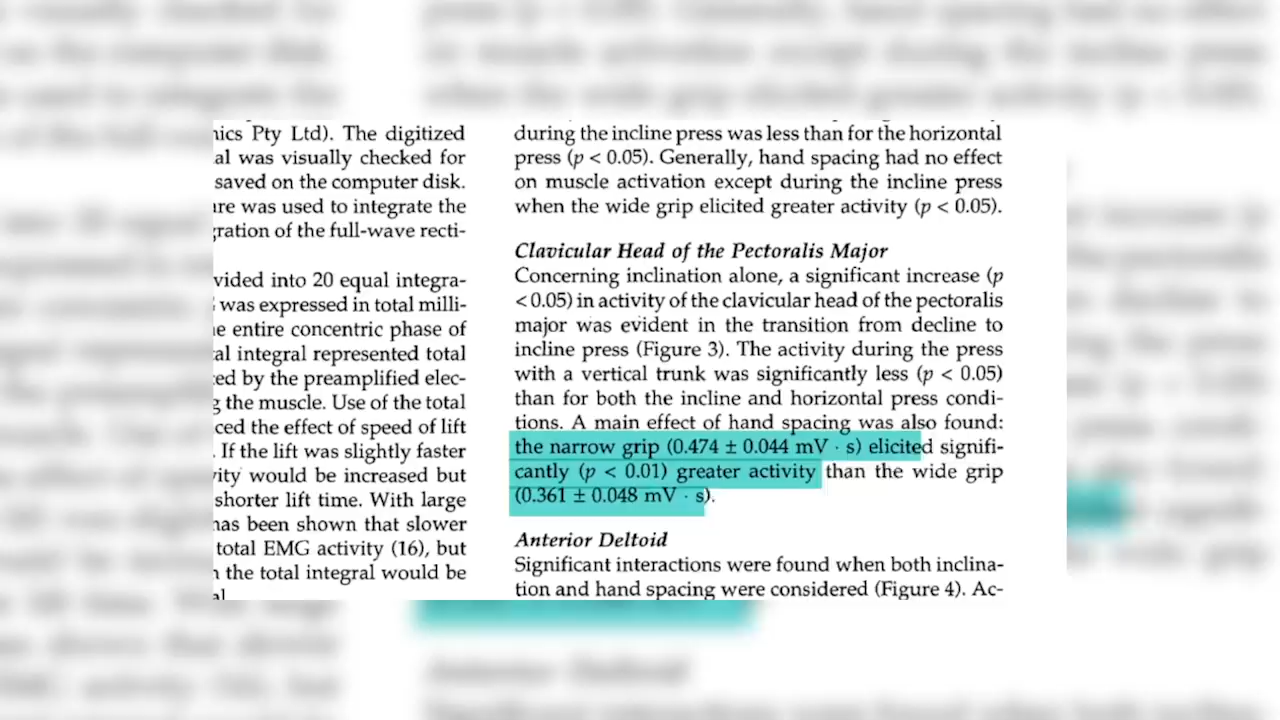 nics Pty Ltd). The digitized
al was visually checked for
saved on the computer disk.
are was used to integrate the
gration of the full-wave recti-
vided into 20 equal integra-
was expressed in total milli-
e entire concentric phase of
al integral represented total
ted by the preamplified elec-
g the muscle. Use of the total
ced the effect of speed of lift
. If the lift was slightly faster
vity would be increased but
shorter lift time. With large
has been shown that slower
total EMG activity (16), but
n the total integral would be
al
during the incline press was less than for the horizontal
press (p < 0.05). Generally, hand spacing had no effect
on muscle activation except during the incline press
when the wide grip elicited greater activity (p < 0.05).
Clavicular Head of the Pectoralis Major
Concerning inclination alone, a significant increase (p
< 0.05) in activity of the clavicular head of the pectoralis
major was evident in the transition from decline to
incline press (Figure 3). The activity during the press
with a vertical trunk was significantly less (p < 0.05)
than for both the incline and horizontal press condi-
tions. A main effect of hand spacing was also found:
the narrow grip (0.474 ± 0.044 mV · s) elicited signifi-
cantly (p < 0.01) greater activity than the wide grip
(0.361 ± 0.048 mV · s).
Anterior Deltoid
Significant interactions were found when both inclina-
tion and hand spacing were considered (Figure 4). Ac-